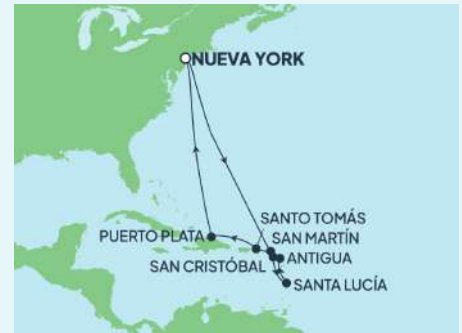 NUEVA YORK
SANTO TOMÁS
PUERTO PLATA
SAN MARTÍN
SAN CRISTÓBAL
ANTIGUA
SANTA LUCÍA